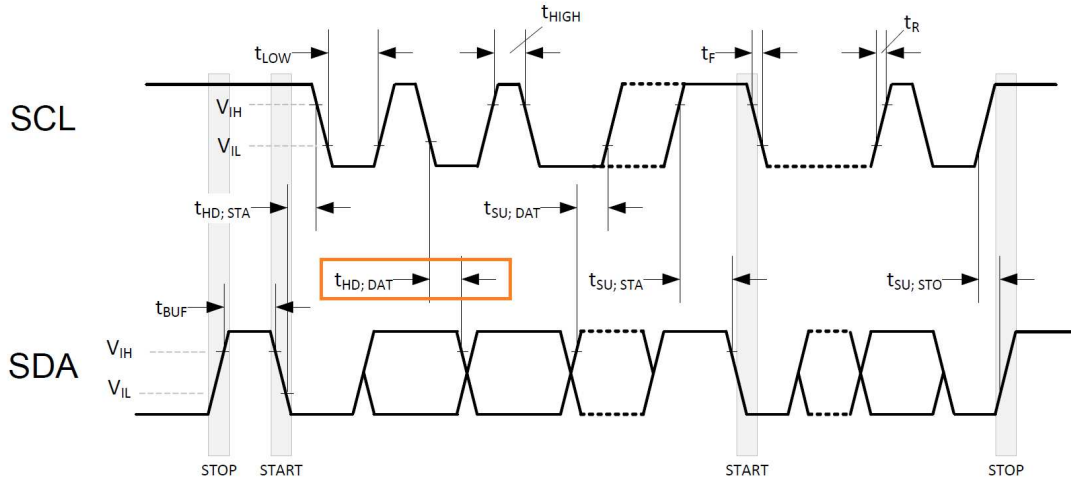 tHIGH
tR
tLOW
tF
SCL
VIH
VIL
tHD; STA
tSU; DAT
tHD; DAT
tSU; STA
tSU; STO
tBUF
VIH
SDA
VIL
STOP START START STOP